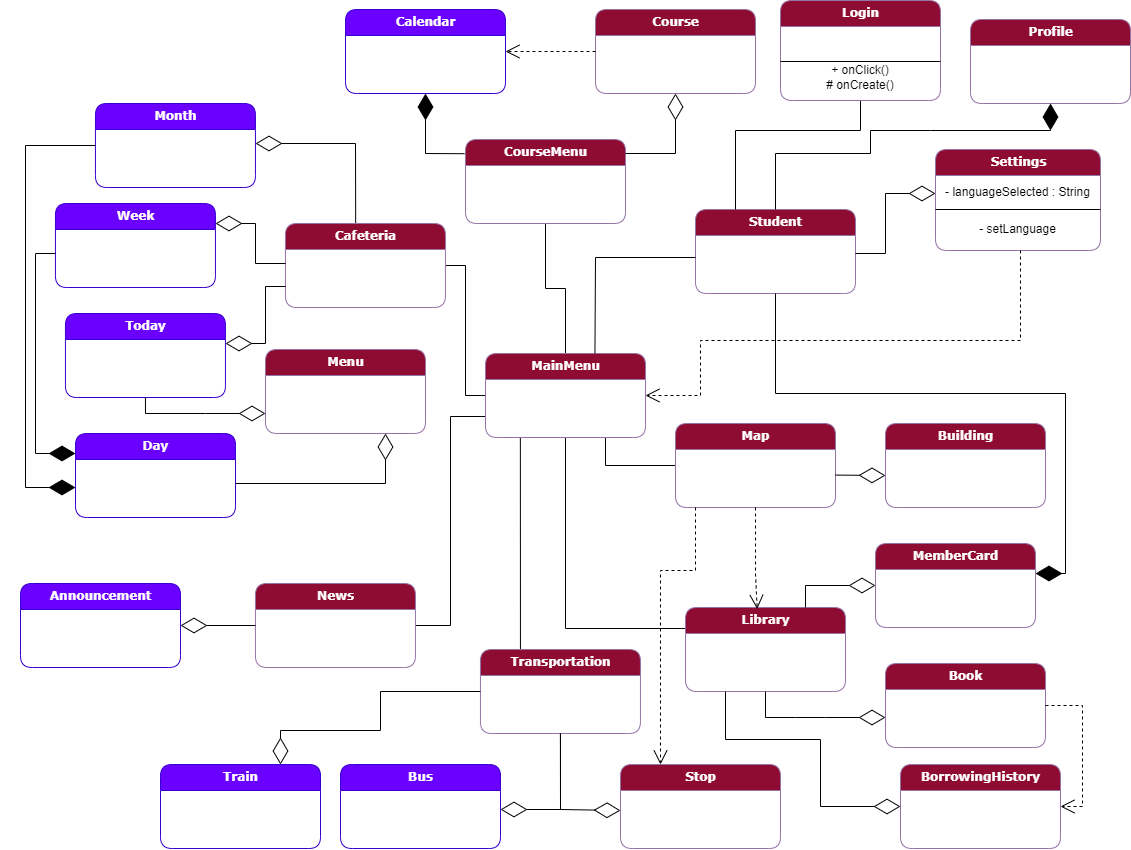 Calendar
Course
Login
+ onClick()
# onCreate()
Profile
Month
CourseMenu
Settings
- languageSelected : String
- setLanguage
Week
Cafeteria
Student
Today
Menu
MainMenu
Day
Map
Building
MemberCard
Announcement
News
Library
Transportation
Book
Train
Bus
Stop
BorrowingHistory